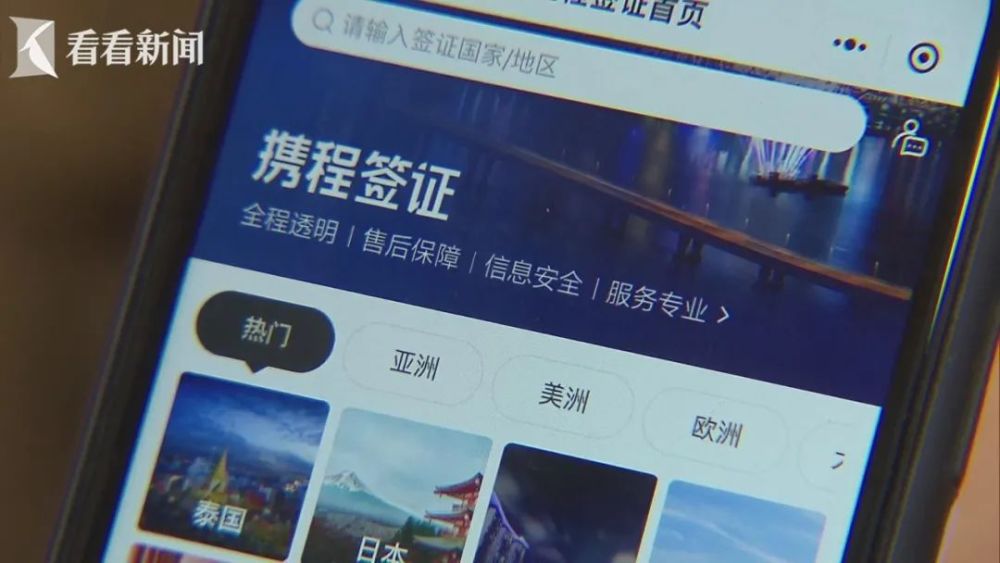 看看新闻
签证首页
请输入签证国家/地区
携程签证
全程透明 | 售后保障 | 信息安全 | 服务专业 >
热门
亚洲
美洲
欧洲
泰国
日本